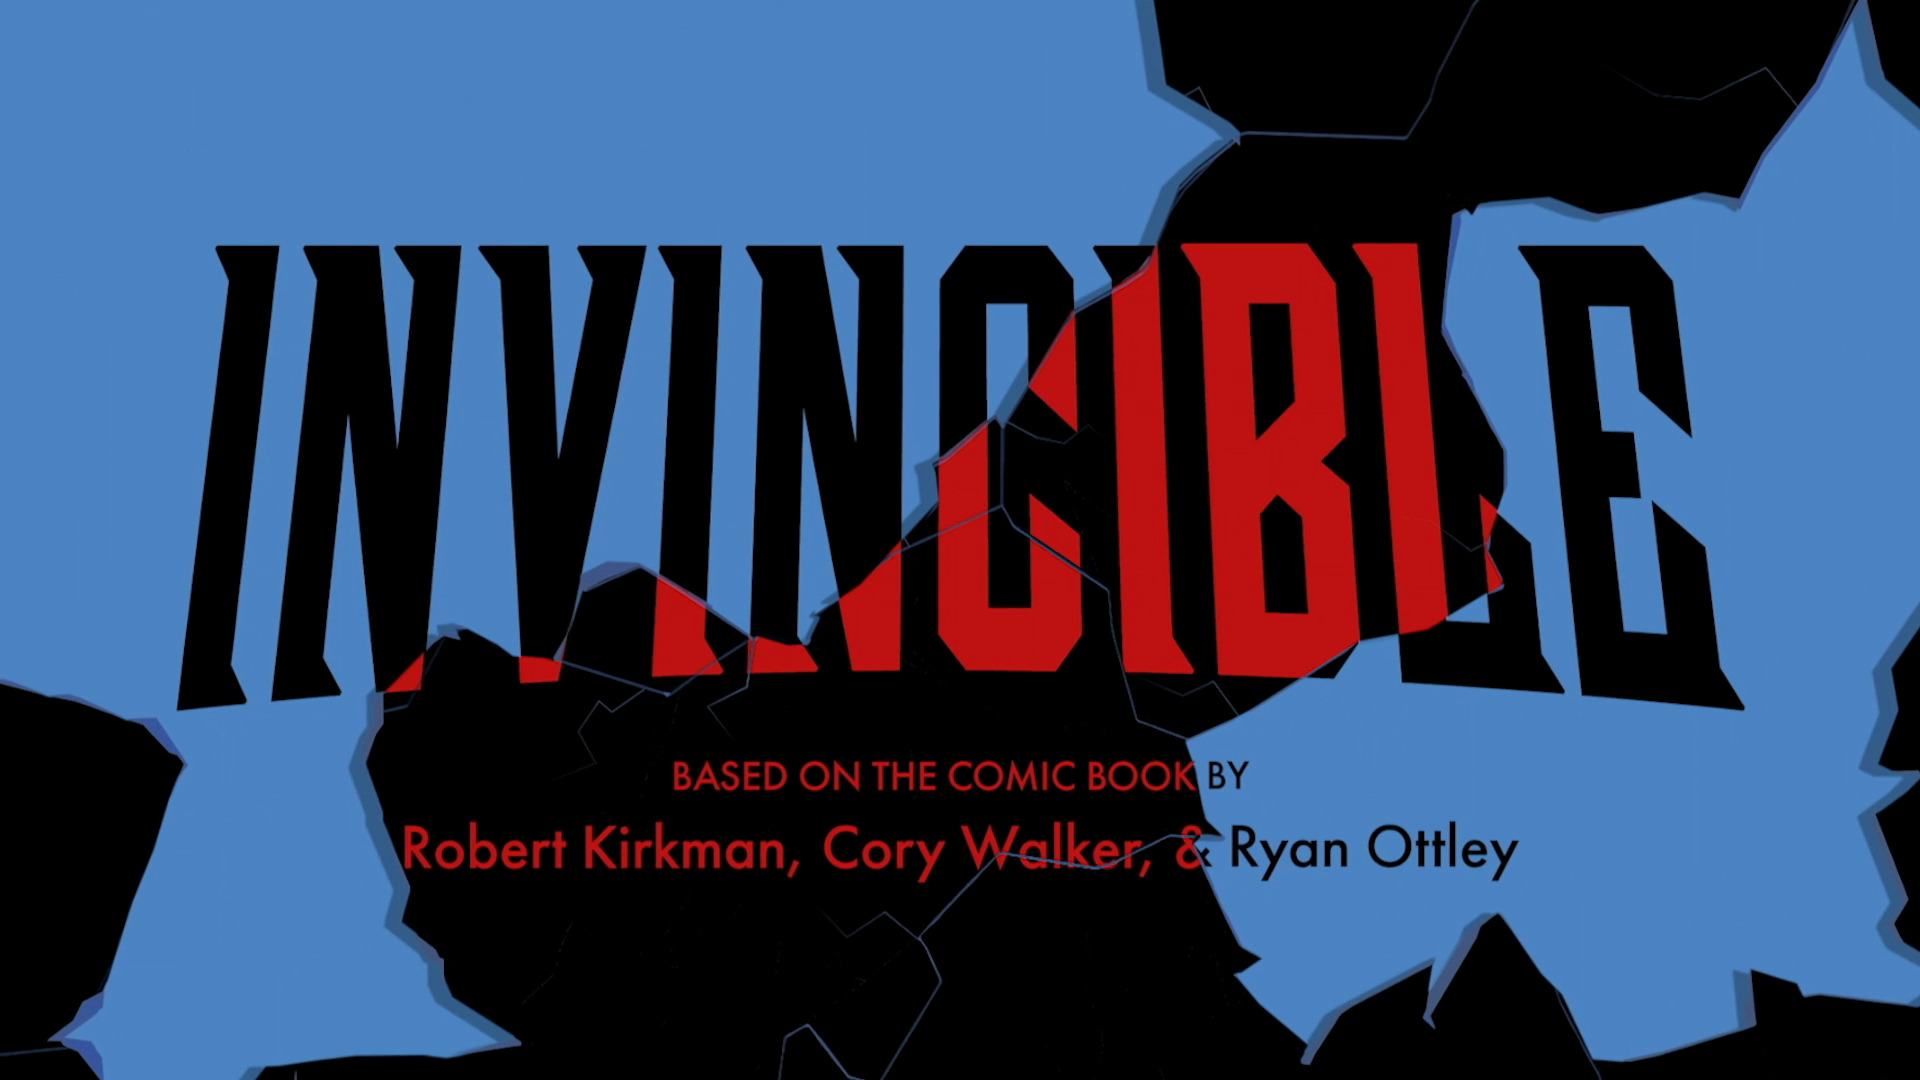 INVINCIBLE
BASED ON THE COMIC BOOK BY
Robert Kirkman, Cory Walker, & Ryan Ottley